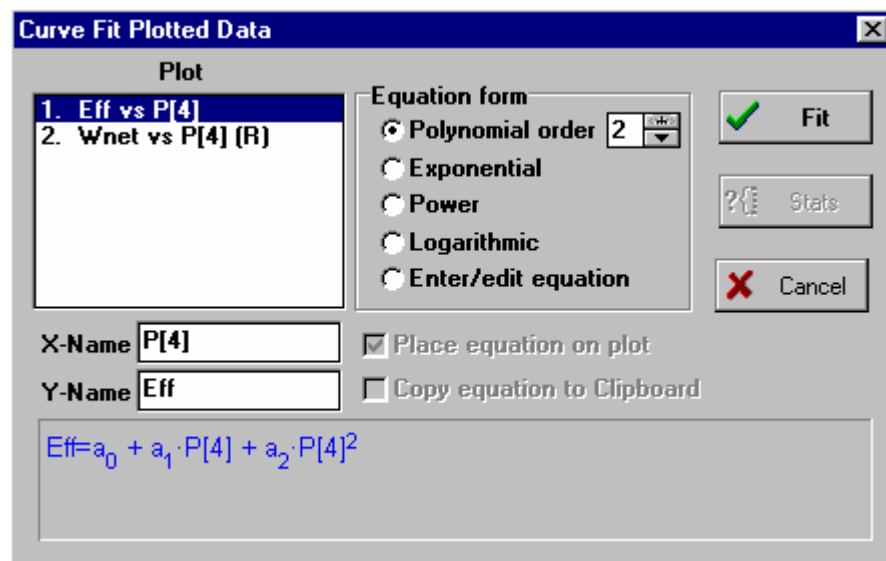 Curve Fit Plotted Data
Plot
1. Eff vs P[4]
2. Wnet vs P[4] (R)
Equation form
Polynomial order 2
Exponential
Power
Logarithmic
Enter/edit equation
Fit
?{ Stats
Cancel
X-Name P[4]
Y-Name Eff
Place equation on plot
Copy equation to Clipboard
Eff=a₀ + a₁·P[4] + a₂·P[4]²